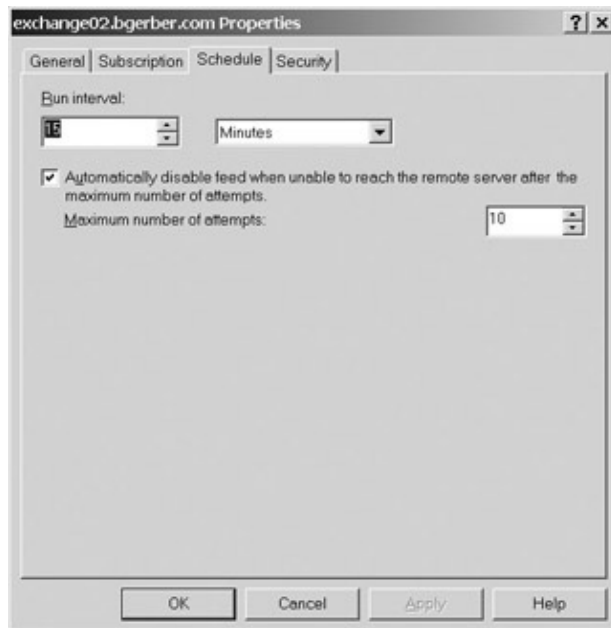 exchange02.bgerber.com Properties
General Subscription Schedule Security
Run interval:
15 Minutes
Automatically disable feed when unable to reach the remote server after the
maximum number of attempts.
Maximum number of attempts: 10
OK Cancel Apply Help